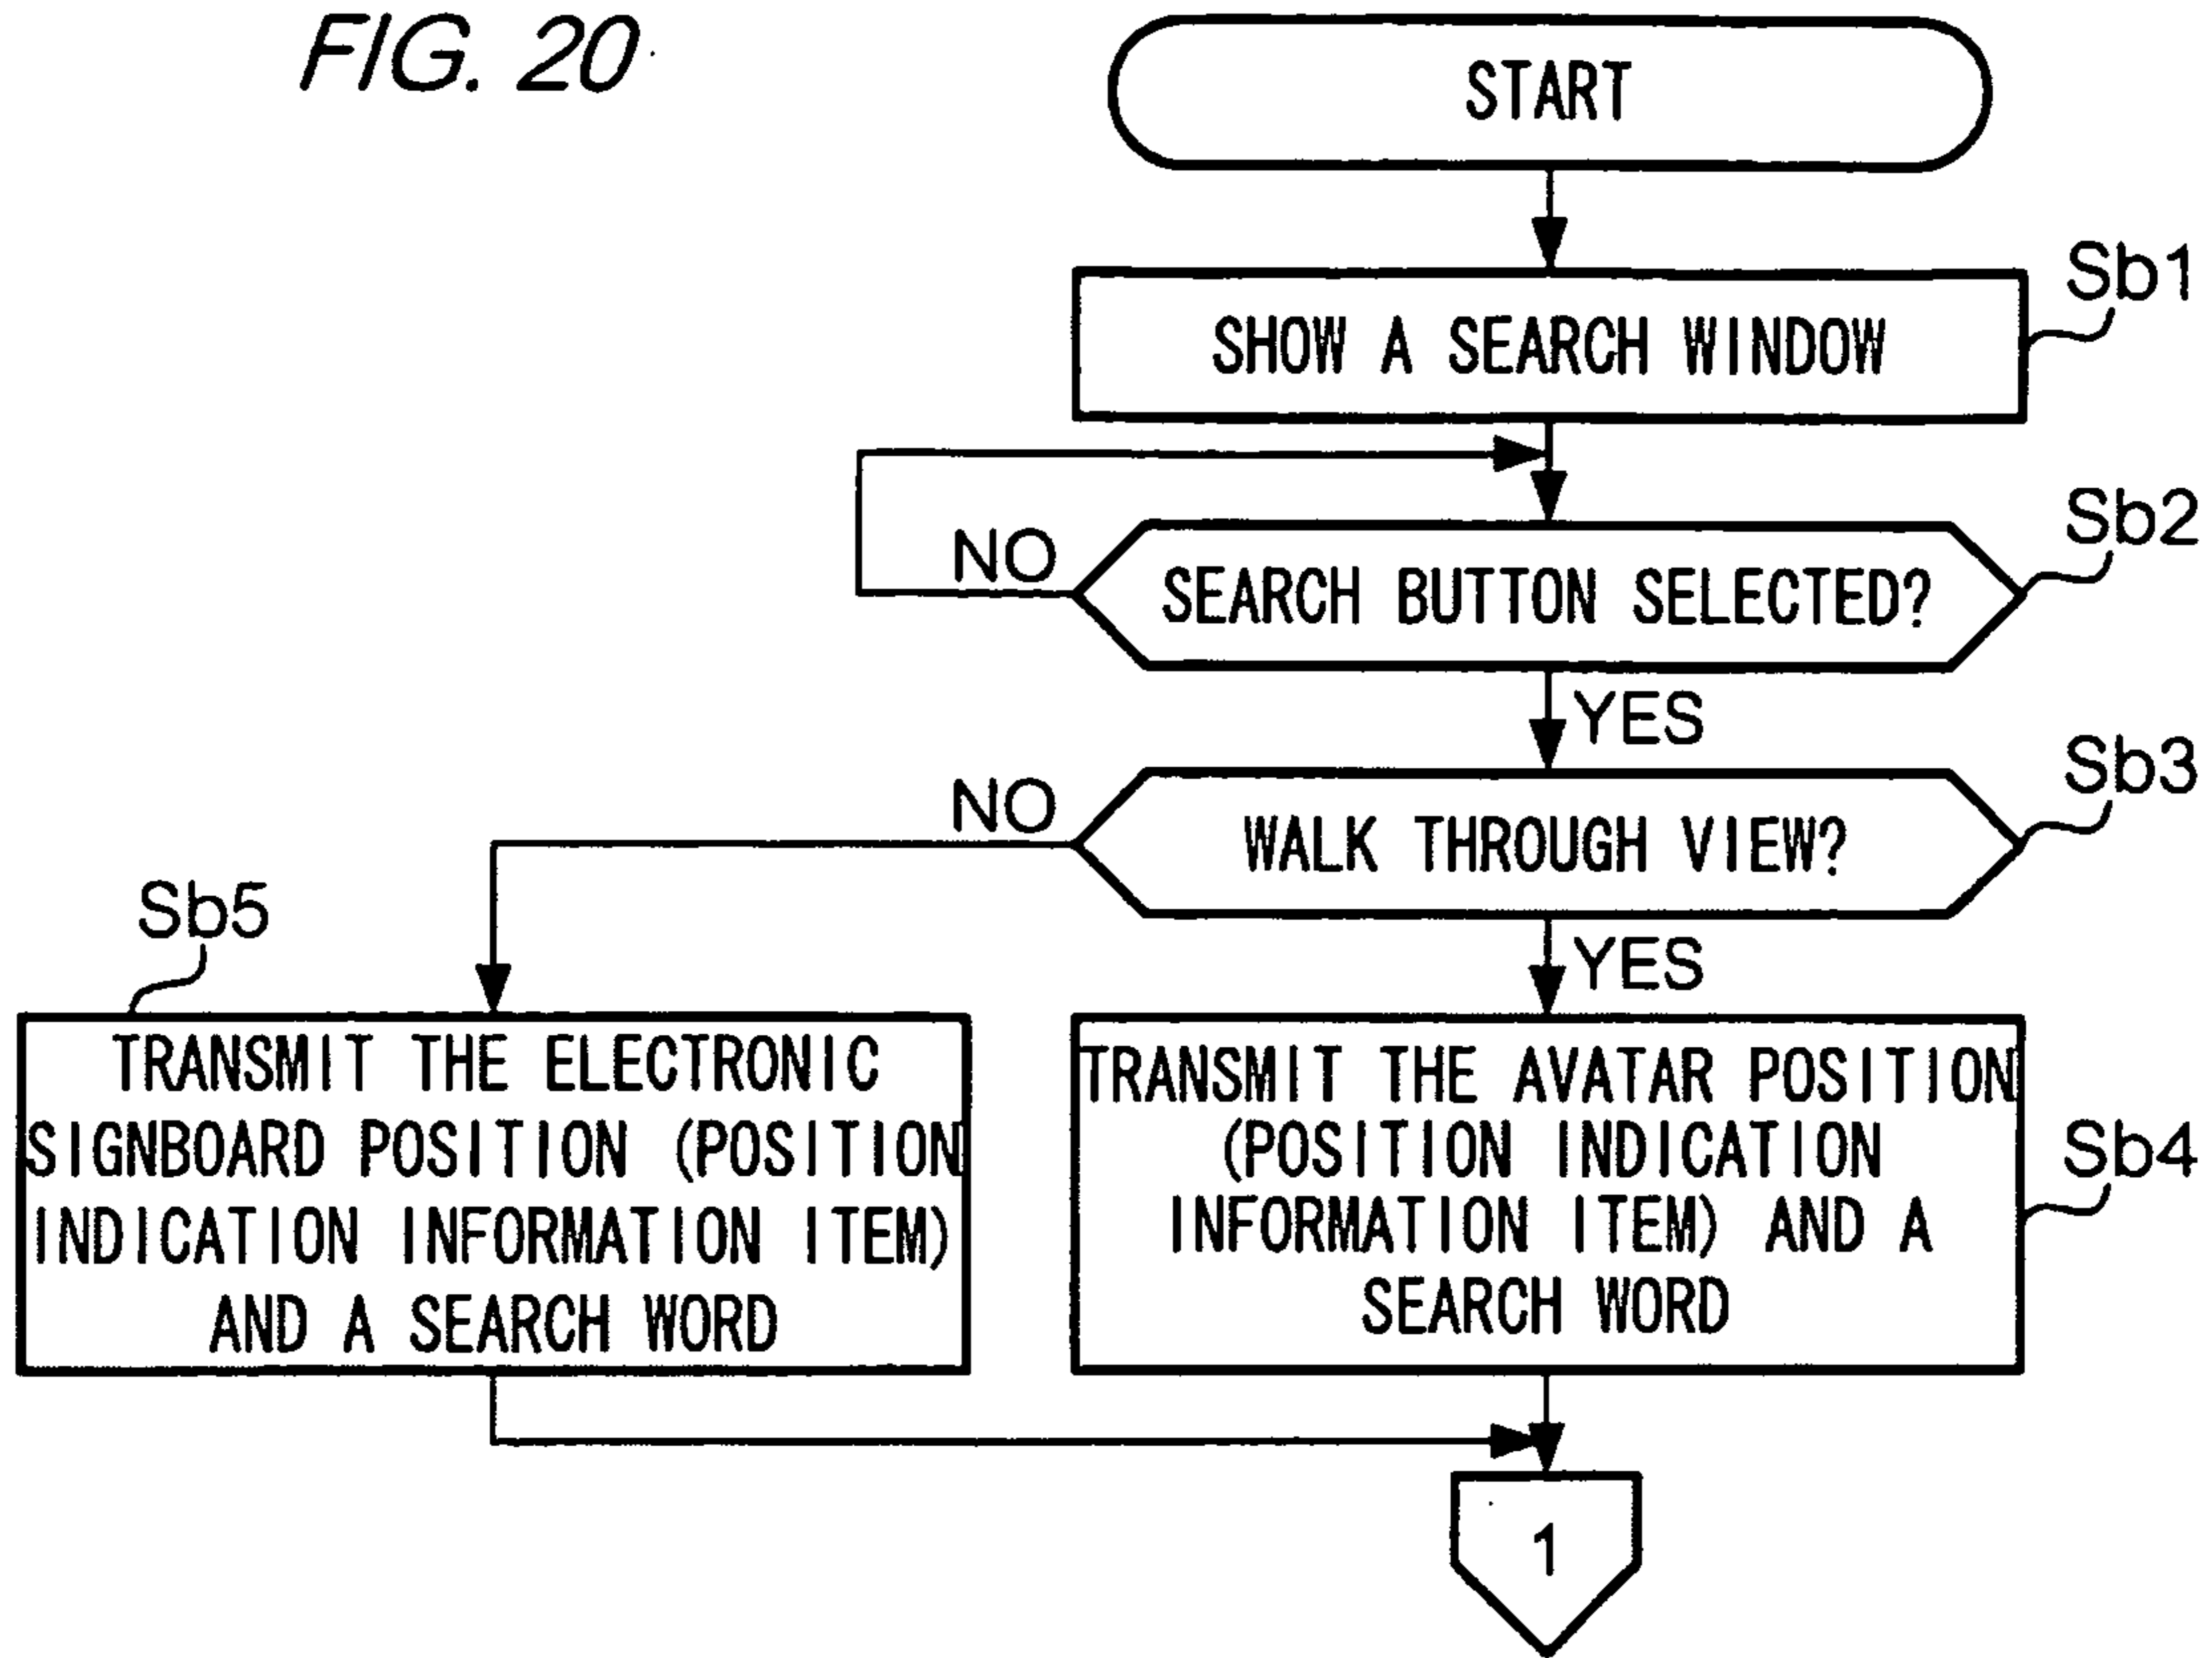 FIG. 20
START
Sb1
SHOW A SEARCH WINDOW
Sb2
NO
SEARCH BUTTON SELECTED?
YES
Sb3
NO
WALK THROUGH VIEW?
YES
Sb5
TRANSMIT THE ELECTRONIC
SIGNBOARD POSITION (POSITION
INDICATION INFORMATION ITEM)
AND A SEARCH WORD
TRANSMIT THE AVATAR POSITION
(POSITION INDICATION
INFORMATION ITEM) AND A
SEARCH WORD
Sb4
1